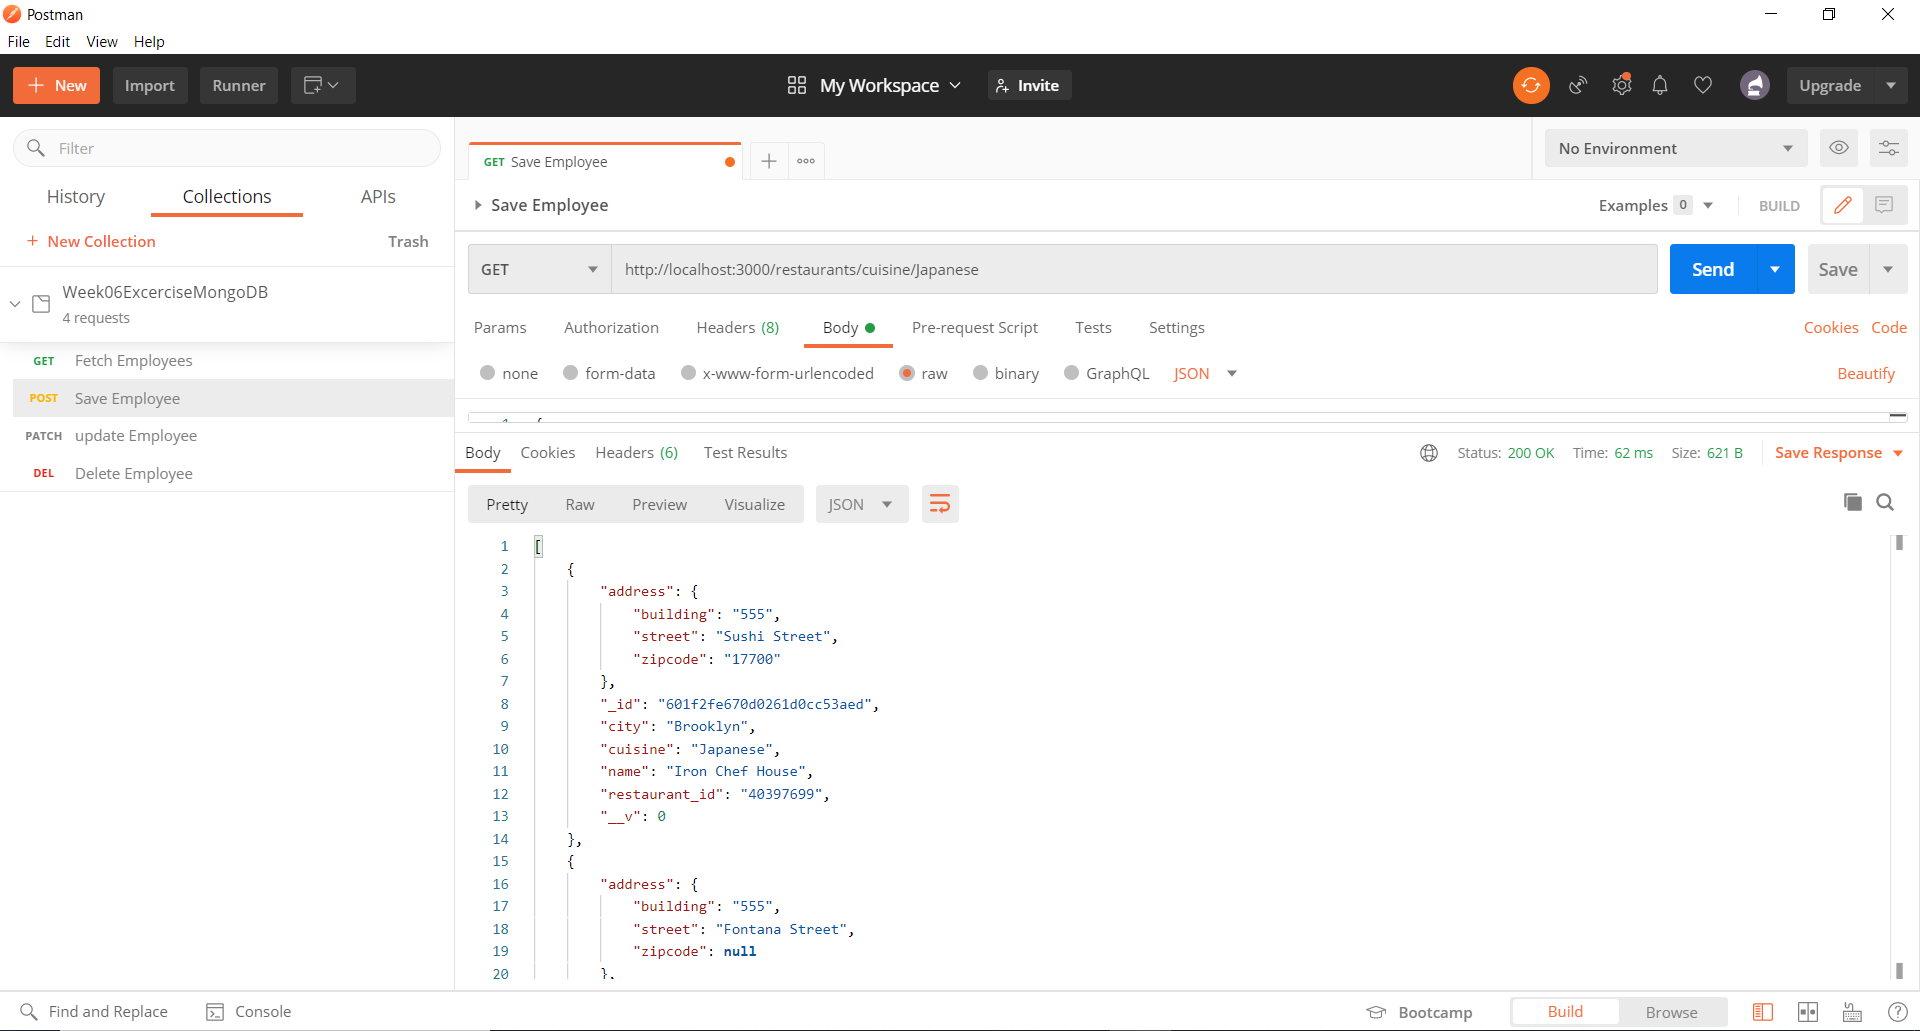 Postman
File Edit View Help
New Import Runner My Workspace Invite Upgrade
Filter
History Collections APIs
+ New Collection Trash
Week06ExcerciseMongoDB
4 requests
GET Fetch Employees
POST Save Employee
PATCH update Employee
DEL Delete Employee
GET Save Employee
No Environment
Save Employee Examples 0 BUILD
GET http://localhost:3000/restaurants/cuisine/Japanese Send Save
Params Authorization Headers (8) Body Pre-request Script Tests Settings Cookies Code
none form-data x-www-form-urlencoded raw binary GraphQL JSON Beautify
1 {
Body Cookies Headers (6) Test Results Status: 200 OK Time: 62 ms Size: 621 B Save Response
Pretty Raw Preview Visualize JSON
1 [
2 {
3 "address": {
4 "building": "555",
5 "street": "Sushi Street",
6 "zipcode": "17700"
7 },
8 "_id": "601f2fe670d0261d0cc53aed",
9 "city": "Brooklyn",
10 "cuisine": "Japanese",
11 "name": "Iron Chef House",
12 "restaurant_id": "40397699",
13 "__v": 0
14 },
15 {
16 "address": {
17 "building": "555",
18 "street": "Fontana Street",
19 "zipcode": null
20 },
Find and Replace Console Bootcamp Build Browse